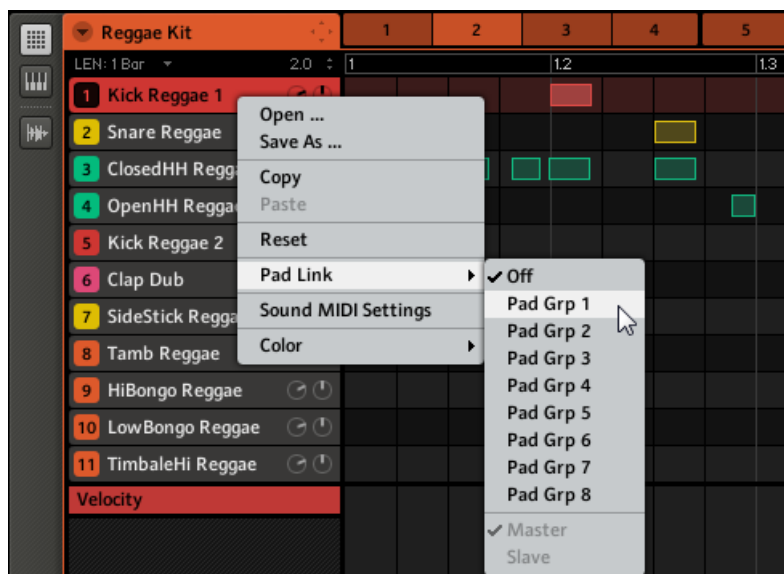 Reggae Kit
1 2 3 4 5
LEN: 1 Bar 2.0 1 1.2 1.3
1 Kick Reggae 1
2 Snare Reggae
3 ClosedHH Regg
4 OpenHH Regga
5 Kick Reggae 2
6 Clap Dub
7 SideStick Regga
8 Tamb Reggae
9 HiBongo Reggae
10 LowBongo Reggae
11 TimbaleHi Reggae
Velocity
Open ...
Save As ...
Copy
Paste
Reset
Pad Link
Sound MIDI Settings
Color
Off
Pad Grp 1
Pad Grp 2
Pad Grp 3
Pad Grp 4
Pad Grp 5
Pad Grp 6
Pad Grp 7
Pad Grp 8
Master
Slave